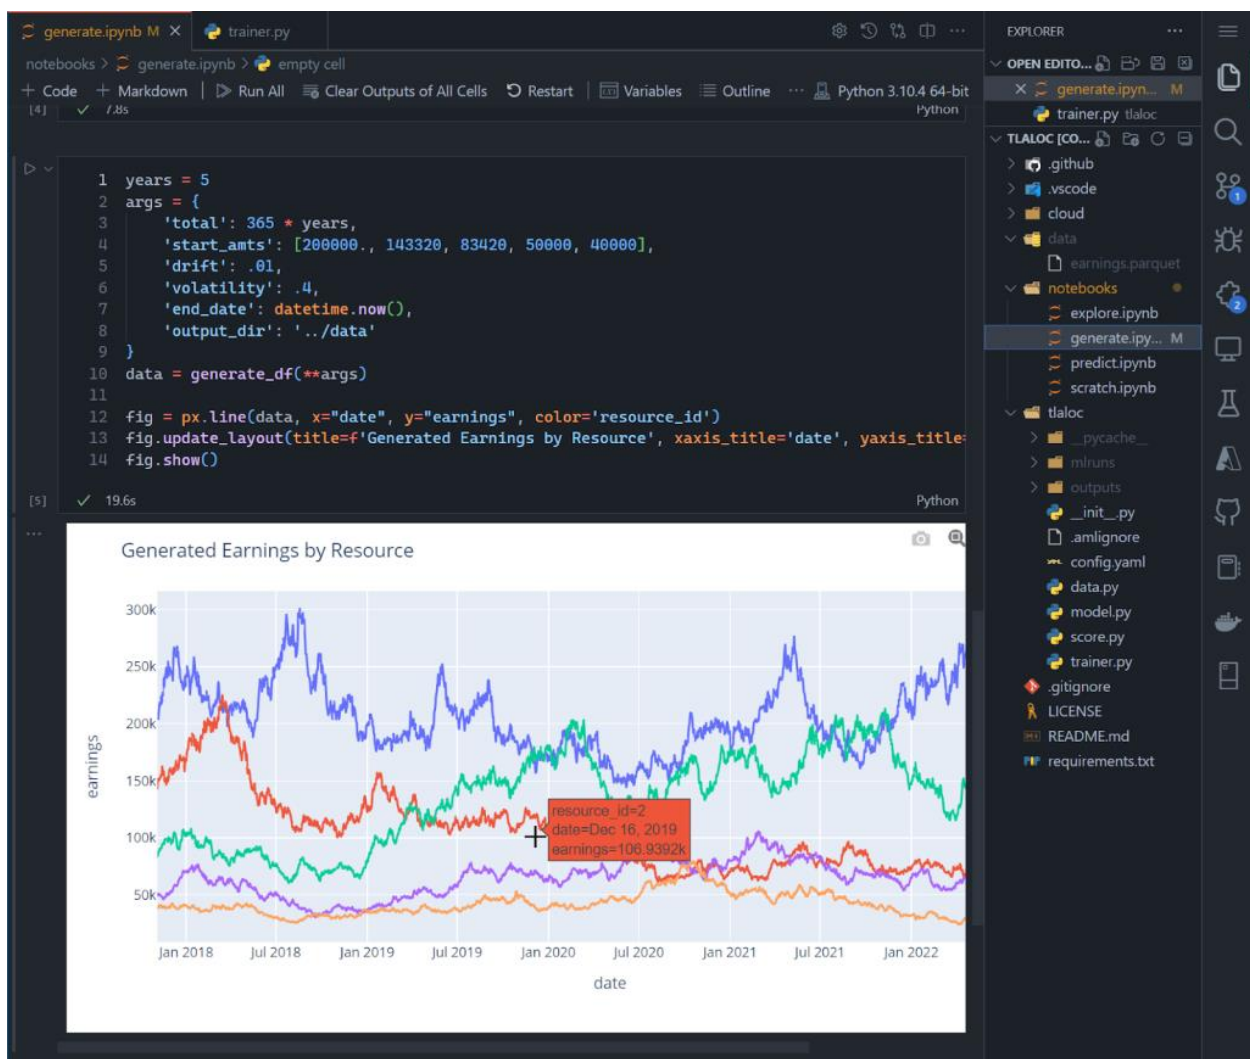 generate.ipynb M
trainer.py
notebooks > generate.ipynb > empty cell
+ Code + Markdown | Run All Clear Outputs of All Cells Restart | Variables Outline ··· Python 3.10.4 64-bit
[4] 7.8s Python
1 years = 5
2 args = {
3 'total': 365 * years,
4 'start_amts': [200000., 143320, 83420, 50000, 40000],
5 'drift': .01,
6 'volatility': .4,
7 'end_date': datetime.now(),
8 'output_dir': '../data'
9 }
10 data = generate_df(**args)
11
12 fig = px.line(data, x="date", y="earnings", color='resource_id')
13 fig.update_layout(title=f'Generated Earnings by Resource', xaxis_title='date', yaxis_title=
14 fig.show()
[5] 19.6s Python
Generated Earnings by Resource
300k
250k
200k
150k
100k
50k
earnings
resource_id=2
date=Dec 16, 2019
earnings=106.9392k
Jan 2018 Jul 2018 Jan 2019 Jul 2019 Jan 2020 Jul 2020 Jan 2021 Jul 2021 Jan 2022
date
EXPLORER ···
OPEN EDITO...
generate.ipyn... M
trainer.py tlaloc
TLALOC [CO...
.github
.vscode
cloud
data
earnings.parquet
notebooks
explore.ipynb
generate.ipy... M
predict.ipynb
scratch.ipynb
tlaloc
__pycache__
mlruns
outputs
__init__.py
.amlignore
config.yaml
data.py
model.py
score.py
trainer.py
.gitignore
LICENSE
README.md
requirements.txt
1
2